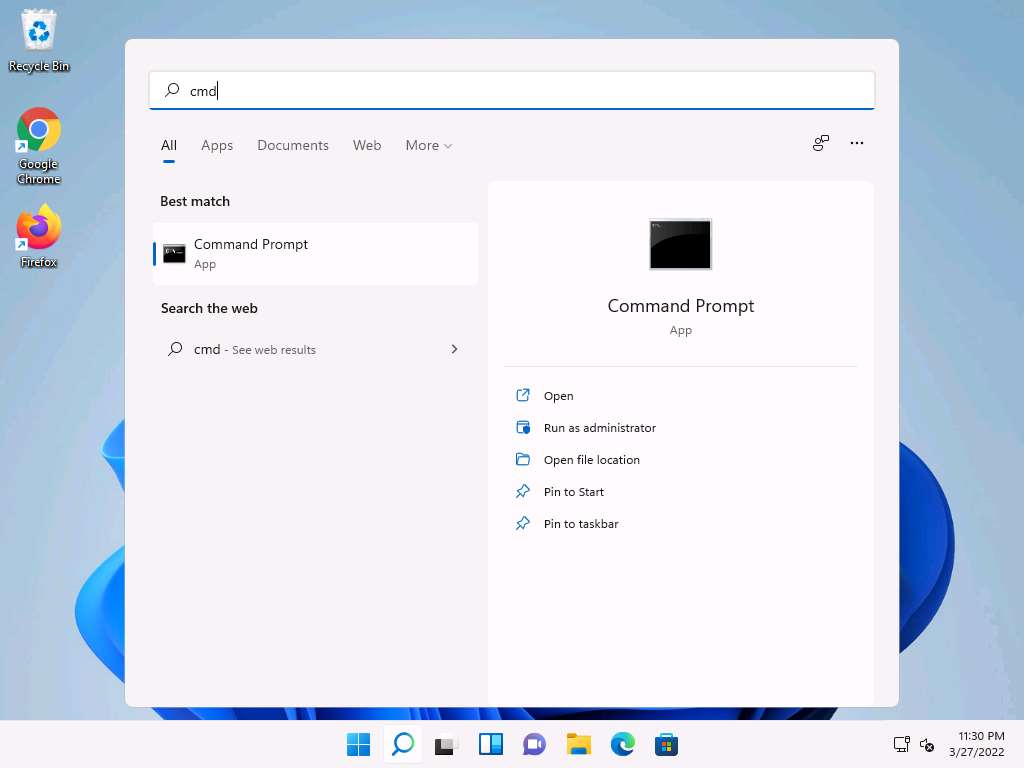 Recycle Bin
Google
Chrome
Firefox
cmd
All Apps Documents Web More
Best match
Command Prompt
App
Search the web
cmd - See web results
Command Prompt
App
Open
Run as administrator
Open file location
Pin to Start
Pin to taskbar
11:30 PM
3/27/2022